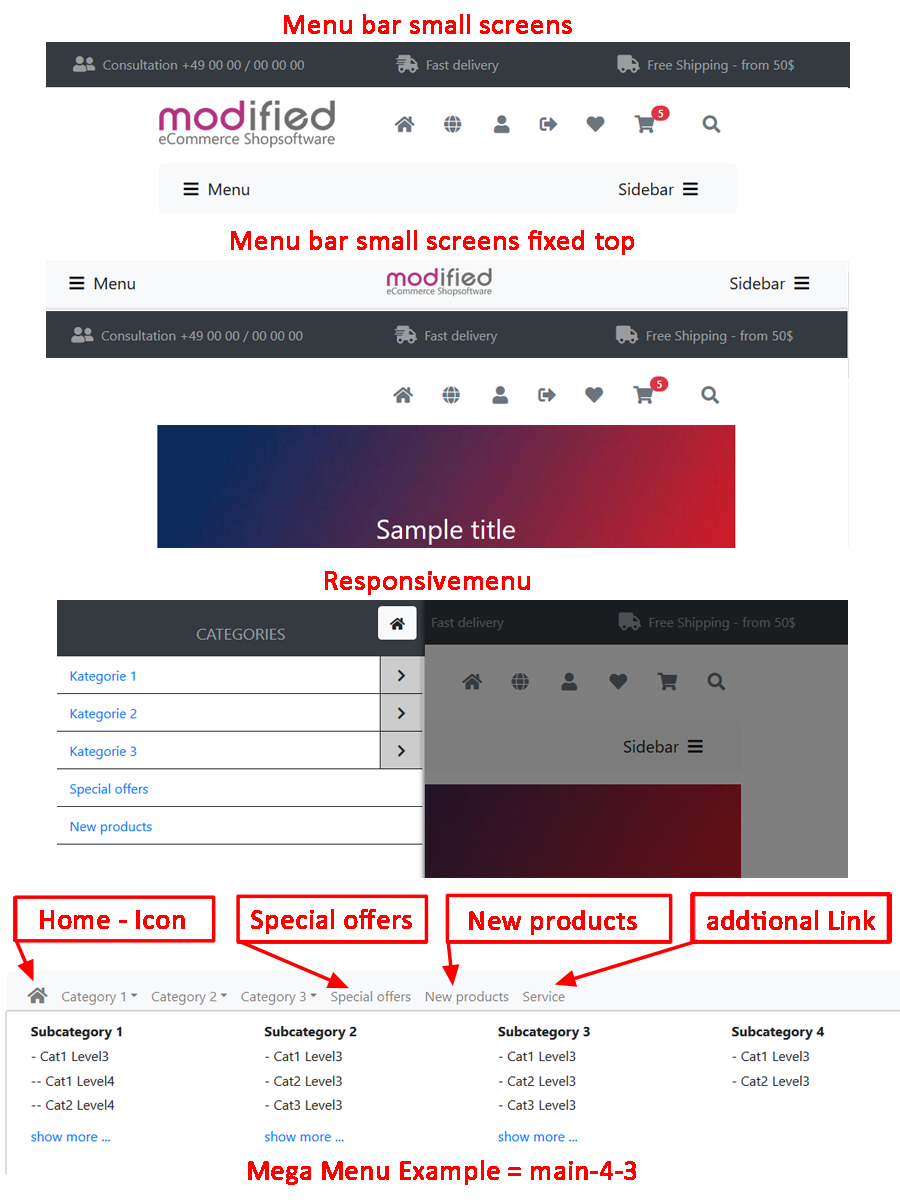 Menu bar small screens
Consultation +49 00 00 / 00 00 00 Fast delivery Free Shipping - from 50$
modified
eCommerce Shopsoftware
5
Menu Sidebar
Menu bar small screens fixed top
Menu modified Sidebar
eCommerce Shopsoftware
Consultation +49 00 00 / 00 00 00 Fast delivery Free Shipping - from 50$
5
Sample title
Responsivemenu
CATEGORIES Fast delivery Free Shipping - from 50$
Kategorie 1
Kategorie 2
Kategorie 3 Sidebar
Special offers
New products
Home - Icon Special offers New products addtional Link
Category 1 Category 2 Category 3 Special offers New products Service
Subcategory 1 Subcategory 2 Subcategory 3 Subcategory 4
- Cat1 Level3 - Cat1 Level3 - Cat1 Level3 - Cat1 Level3
-- Cat1 Level4 - Cat2 Level3 - Cat2 Level3 - Cat2 Level3
-- Cat2 Level4 - Cat3 Level3 - Cat3 Level3
show more ... show more ... show more ...
Mega Menu Example = main-4-3